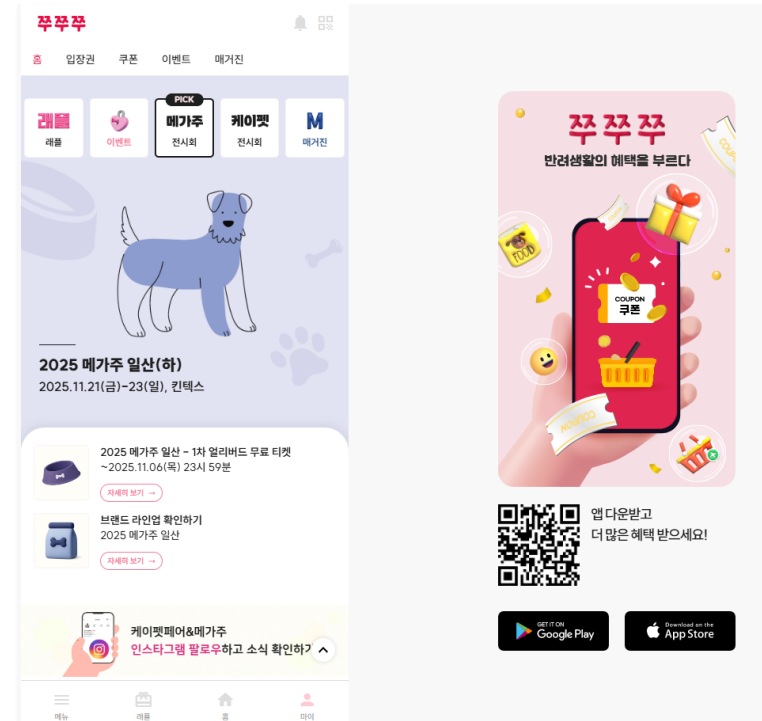 쭈쭈쭈
홈 입장권 쿠폰 이벤트 매거진
PICK
래플 이벤트 메가주 케이펫 M
래플 전시회 전시회 매거진
2025 메가주 일산(하)
2025.11.21(금)-23(일), 킨텍스
2025 메가주 일산 - 1차 얼리버드 무료 티켓
~2025.11.06(목) 23시 59분
자세히 보기 →
브랜드 라인업 확인하기
2025 메가주 일산
자세히 보기 →
케이펫페어&메가주
인스타그램 팔로우하고 소식 확인하기
메뉴 래플 홈 마이
쭈쭈쭈
반려생활의 혜택을 부르다
COUPON
FOOD
COUPON
쿠폰
COUPON
앱 다운받고
더 많은 혜택 받으세요!
GET IT ON
Google Play
Download on the
App Store